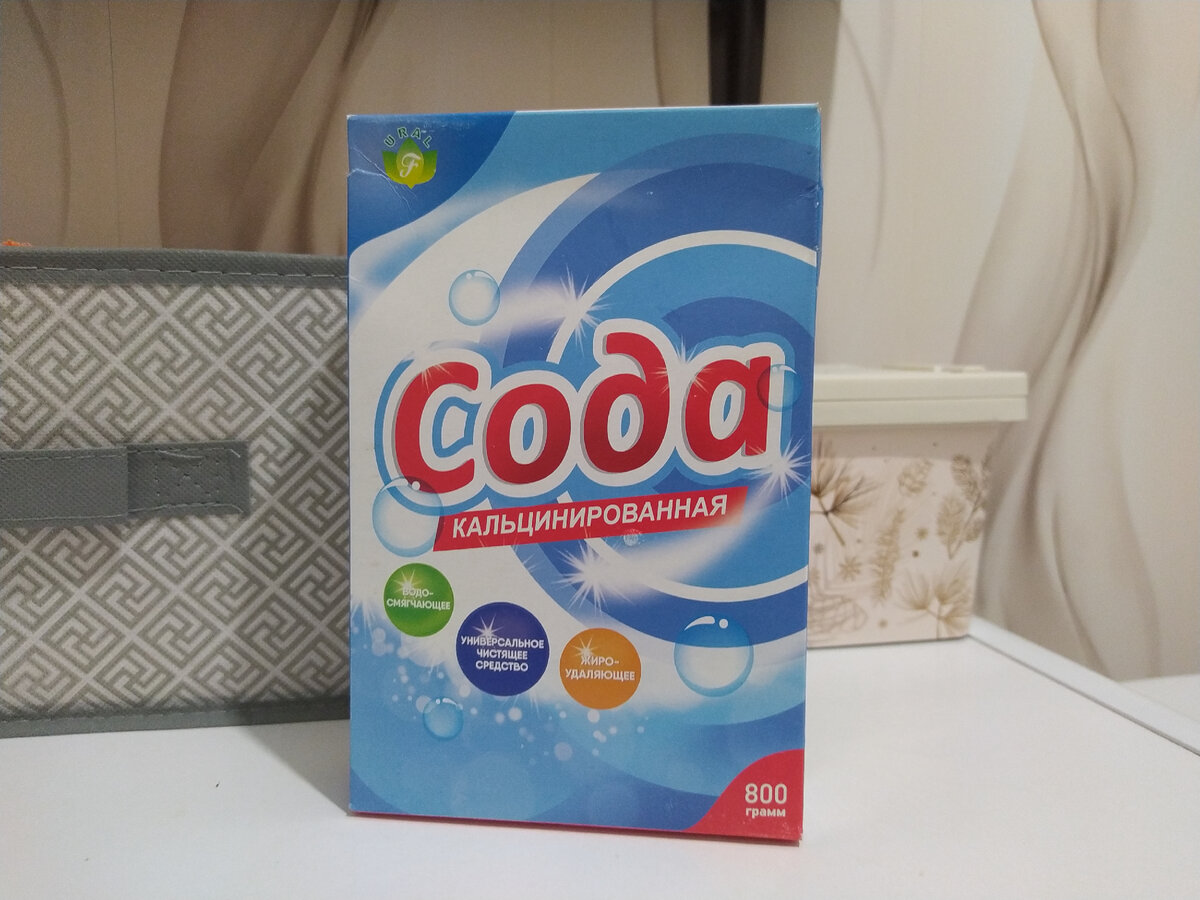 URAL
F
Сода
КАЛЬЦИНИРОВАННАЯ
ВОДО-
СМЯГЧАЮЩЕЕ
УНИВЕРСАЛЬНОЕ
ЧИСТЯЩЕЕ
СРЕДСТВО
ЖИРО-
УДАЛЯЮЩЕЕ
800
грамм